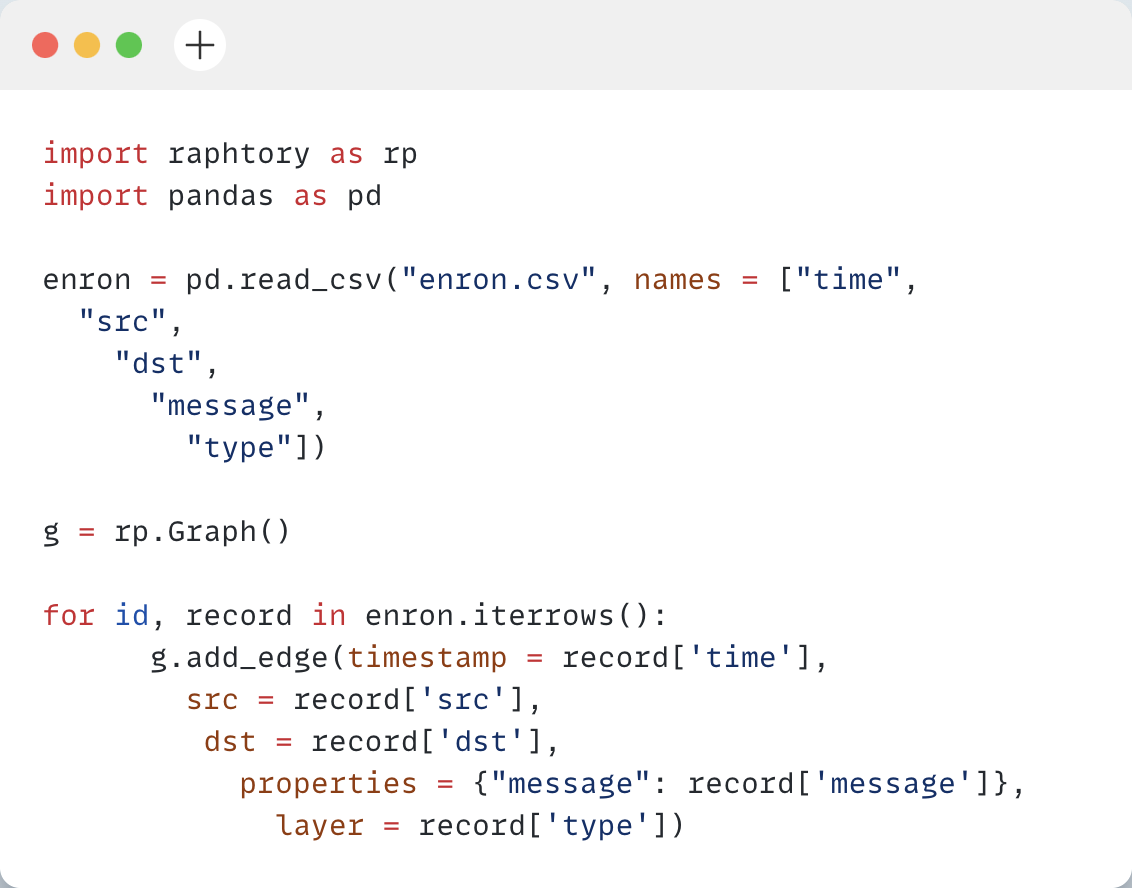 import raphtory as rp
import pandas as pd
enron = pd.read_csv("enron.csv", names = ["time",
"src",
"dst",
"message",
"type"])
g = rp.Graph()
for id, record in enron.iterrows():
g.add_edge(timestamp = record['time'],
src = record['src'],
dst = record['dst'],
properties = {"message": record['message']},
layer = record['type'])